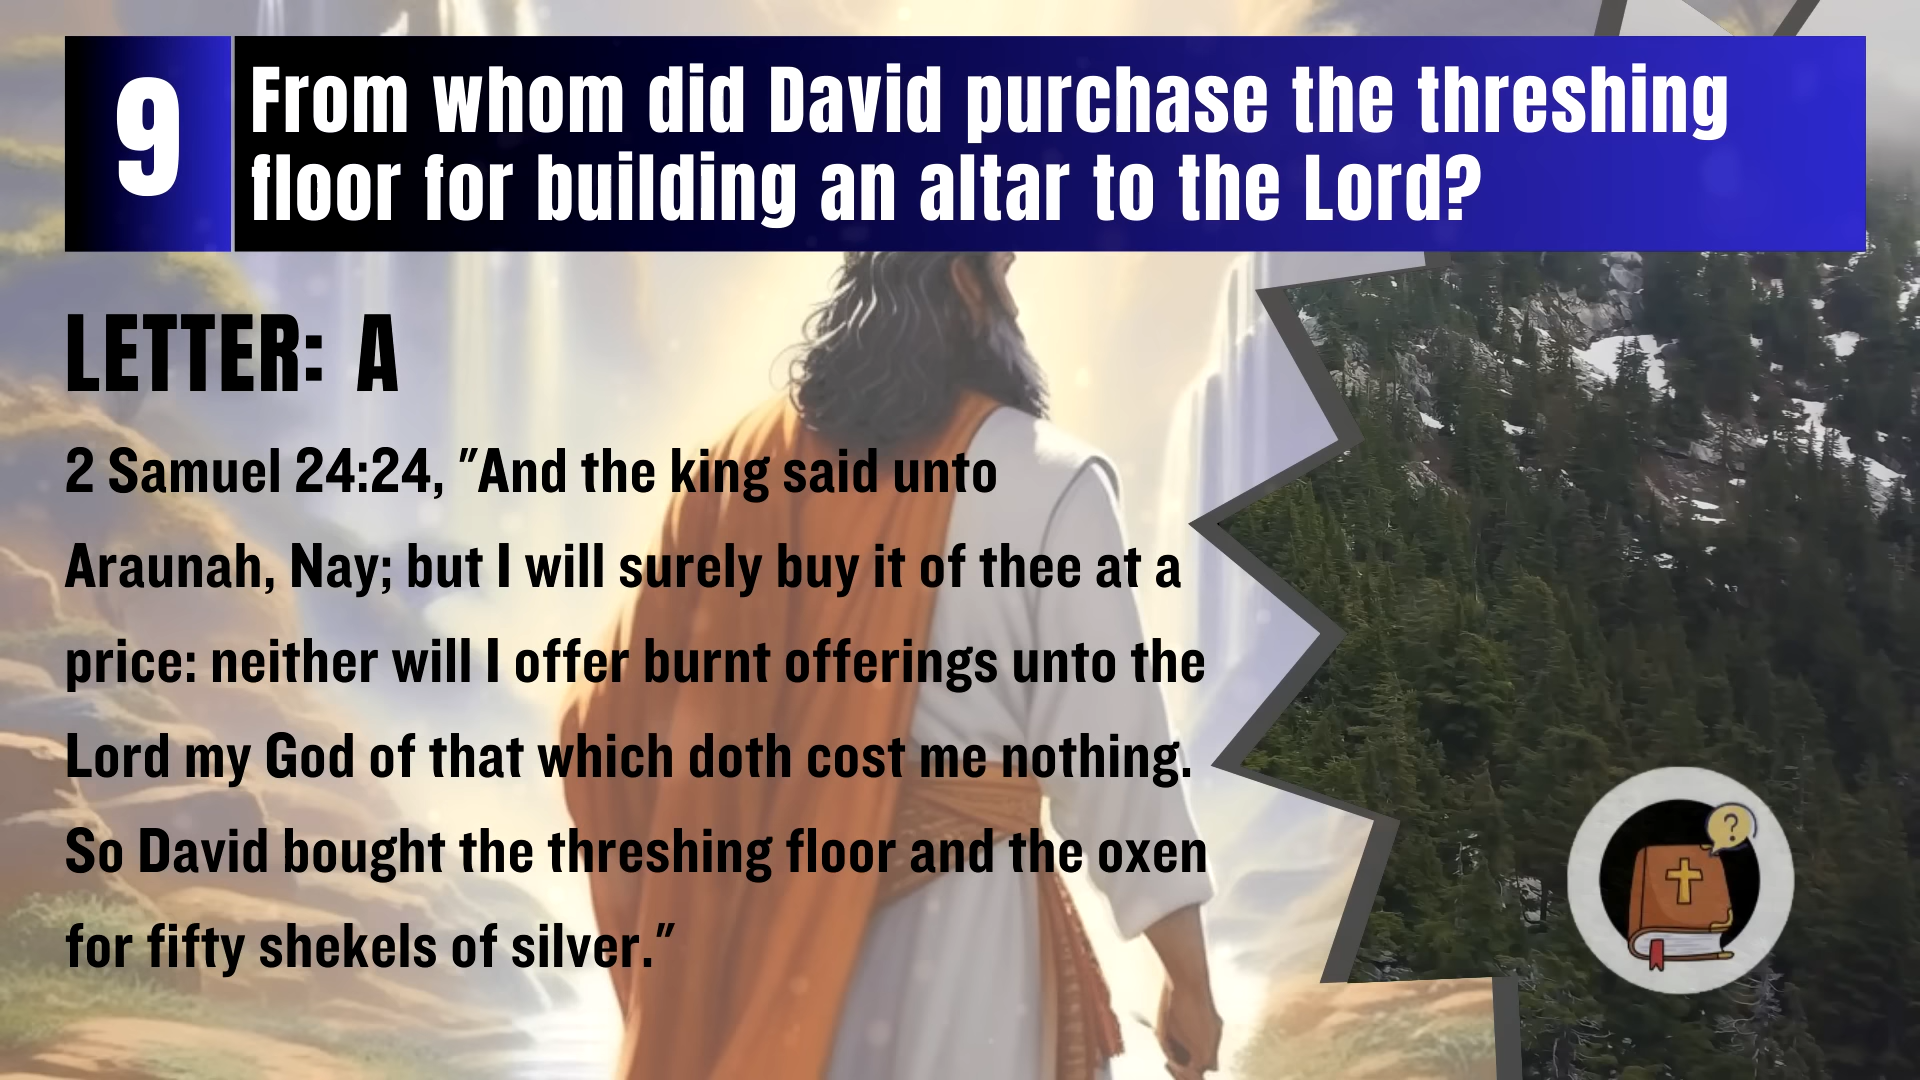 9
From whom did David purchase the threshing
floor for building an altar to the Lord?
LETTER: A
2 Samuel 24:24, "And the king said unto
Araunah, Nay; but I will surely buy it of thee at a
price: neither will I offer burnt offerings unto the
Lord my God of that which doth cost me nothing.
So David bought the threshing floor and the oxen
for fifty shekels of silver."
?